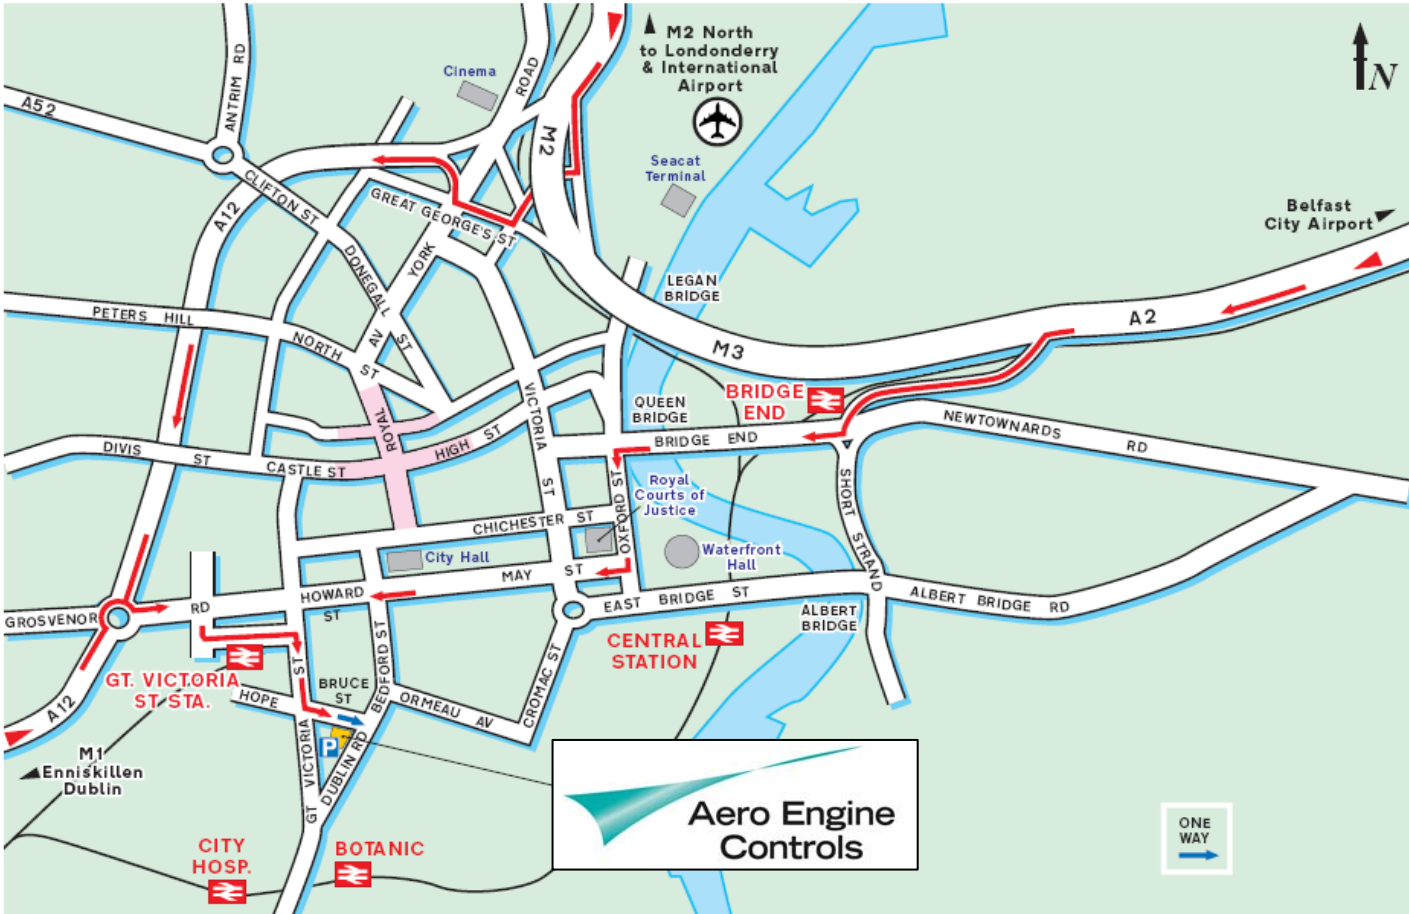 M2 North
to Londonderry
& International
Airport
N
Cinema
ROAD
ANTRIM RD
A52
M2
Seacat
Terminal
Belfast
City Airport
CLIFTON ST
A12
GREAT GEORGE'S ST
YORK
DONEGALL ST
LEGAN
BRIDGE
A2
PETERS HILL
NORTH ST
AV
M3
BRIDGE
END
QUEEN
BRIDGE
ROYAL
VICTORIA ST
HIGH ST
BRIDGE END
NEWTOWNARDS RD
DIVIS ST
CASTLE ST
Royal
Courts of
Justice
OXFORD ST
SHORT STRAND
CHICHESTER ST
City Hall
Waterfront
Hall
MAY ST
HOWARD
ST
GROSVENOR RD
EAST BRIDGE ST
ALBERT
BRIDGE
ALBERT BRIDGE RD
CENTRAL
STATION
GT. VICTORIA
ST STA.
ST
BEDFORD ST
BRUCE
ST
HOPE
ORMEAU AV
CROMAC ST
A12
GT VICTORIA
DUBLIN RD
P
M1
Enniskillen
Dublin
Aero Engine
Controls
CITY
HOSP.
BOTANIC
ONE
WAY